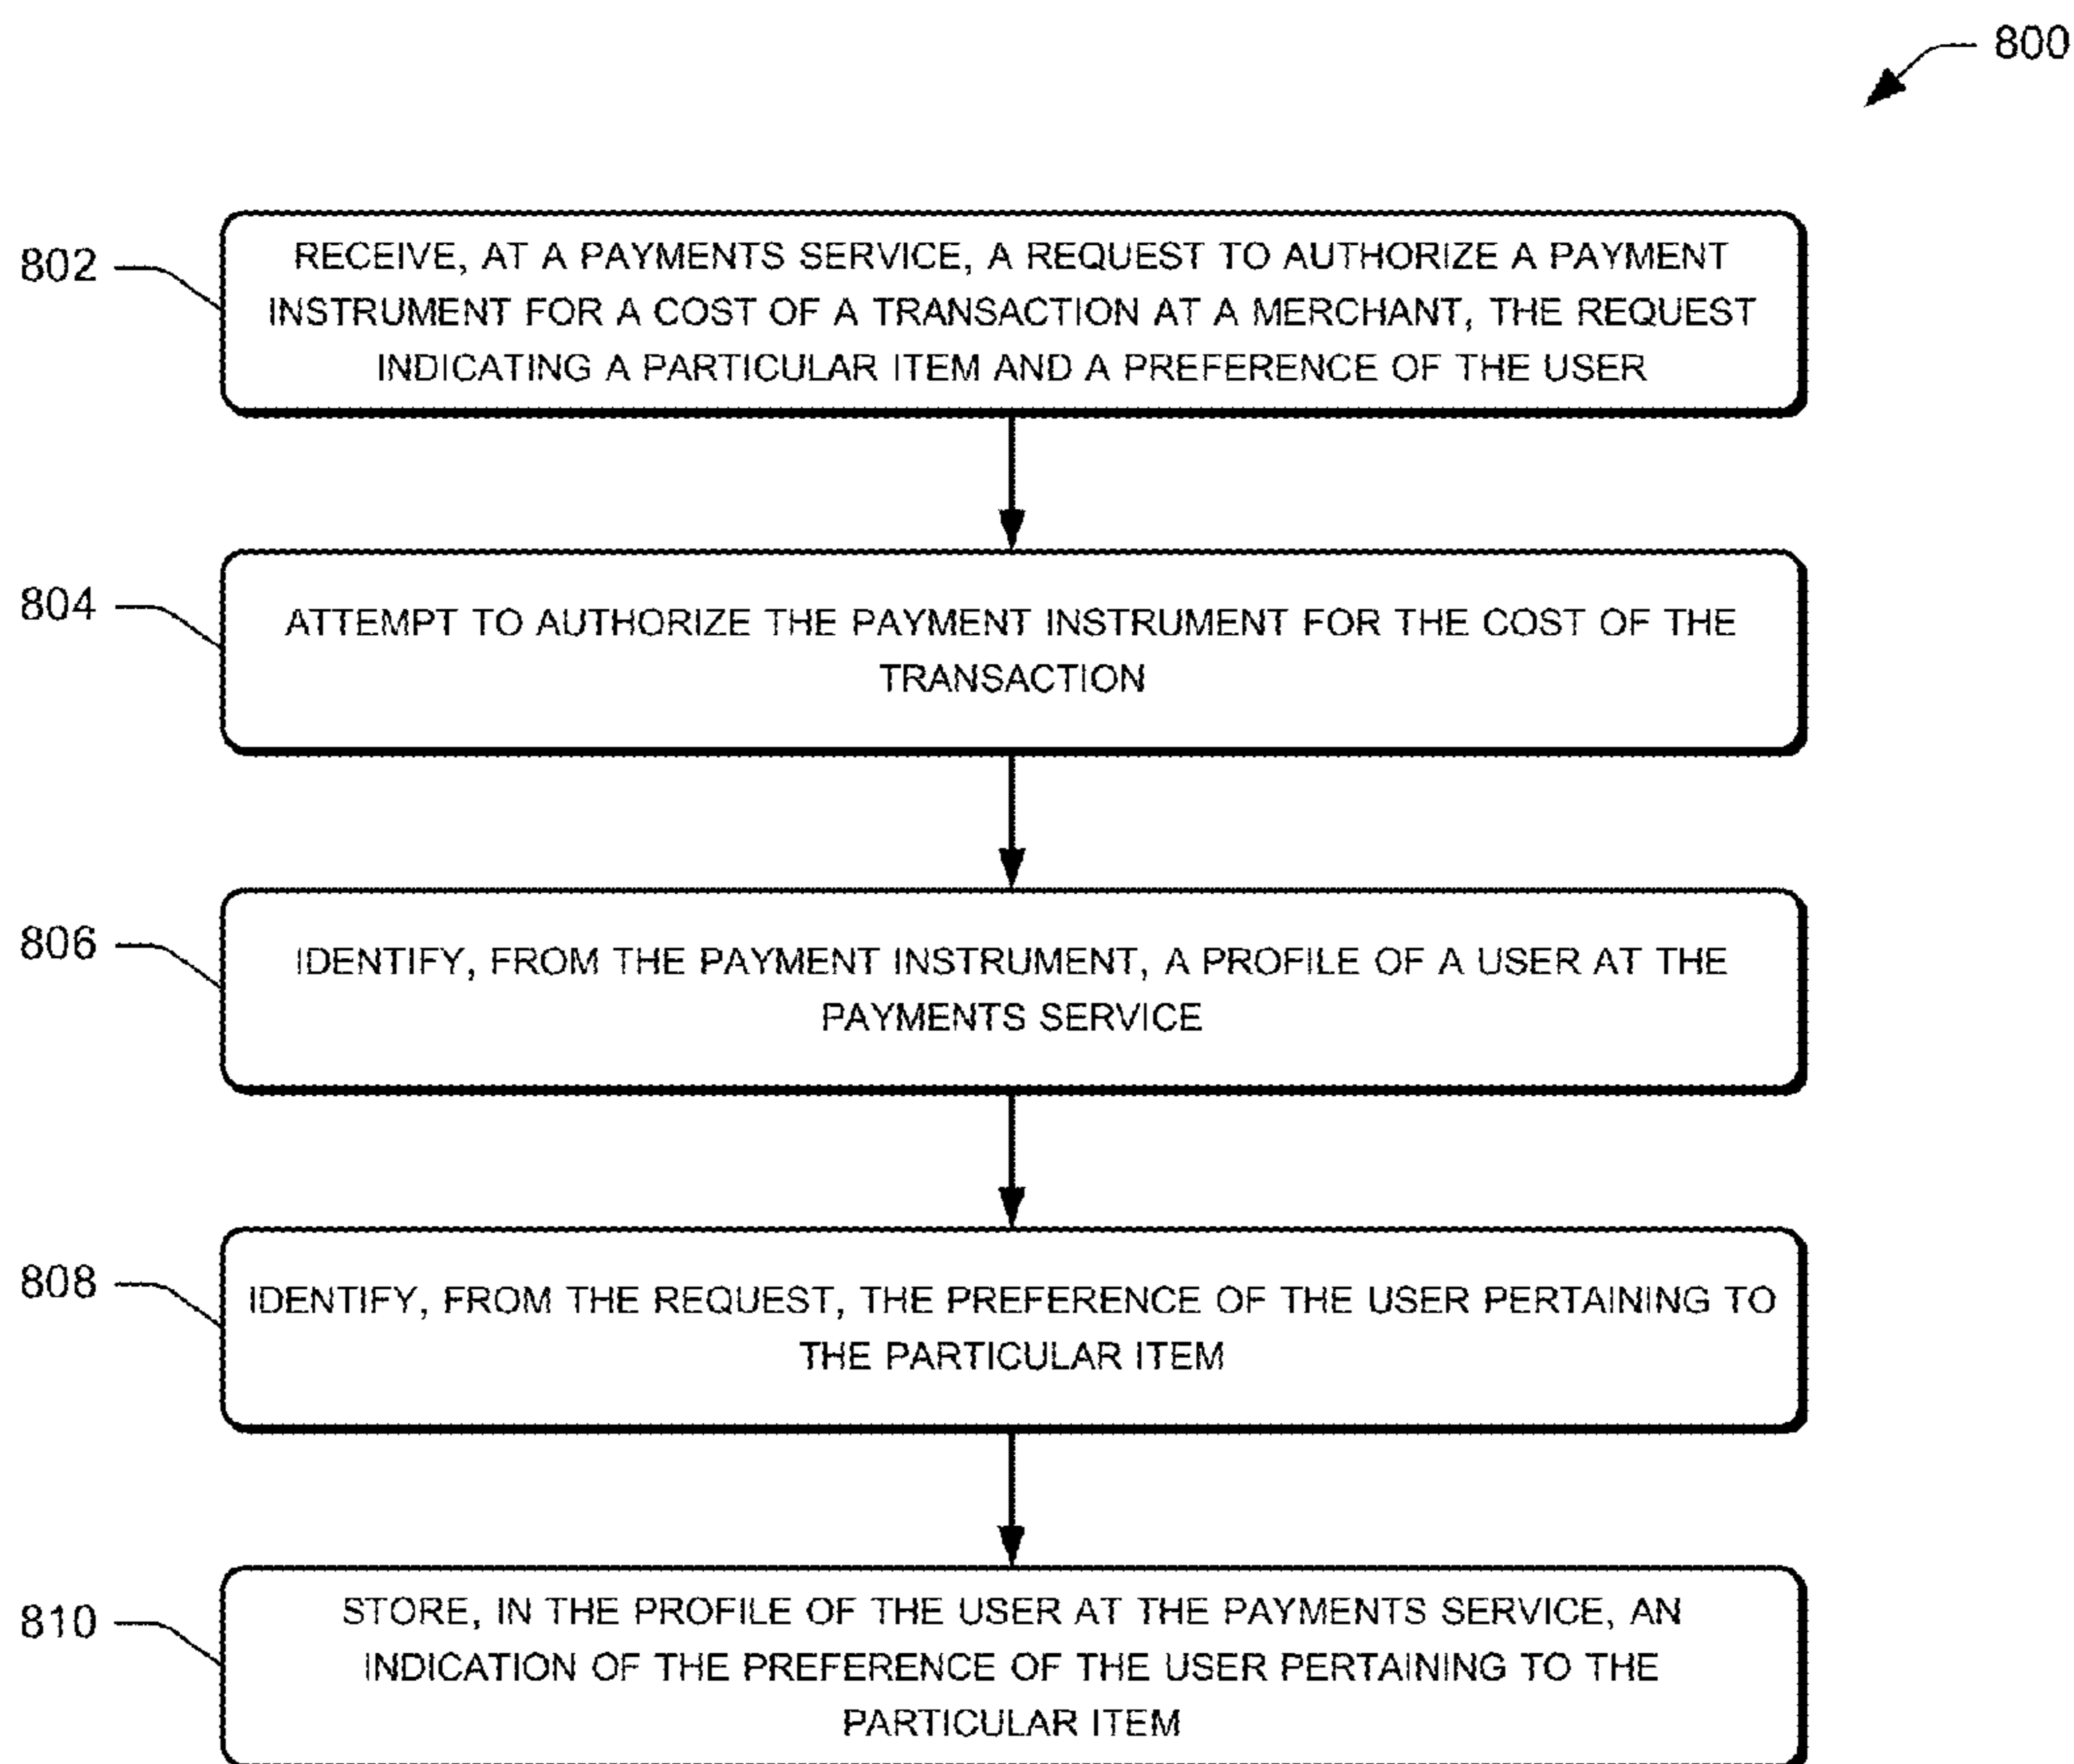 800
802
RECEIVE, AT A PAYMENTS SERVICE, A REQUEST TO AUTHORIZE A PAYMENT
INSTRUMENT FOR A COST OF A TRANSACTION AT A MERCHANT, THE REQUEST
INDICATING A PARTICULAR ITEM AND A PREFERENCE OF THE USER
804
ATTEMPT TO AUTHORIZE THE PAYMENT INSTRUMENT FOR THE COST OF THE
TRANSACTION
806
IDENTIFY, FROM THE PAYMENT INSTRUMENT, A PROFILE OF A USER AT THE
PAYMENTS SERVICE
808
IDENTIFY, FROM THE REQUEST, THE PREFERENCE OF THE USER PERTAINING TO
THE PARTICULAR ITEM
810
STORE, IN THE PROFILE OF THE USER AT THE PAYMENTS SERVICE, AN
INDICATION OF THE PREFERENCE OF THE USER PERTAINING TO THE
PARTICULAR ITEM